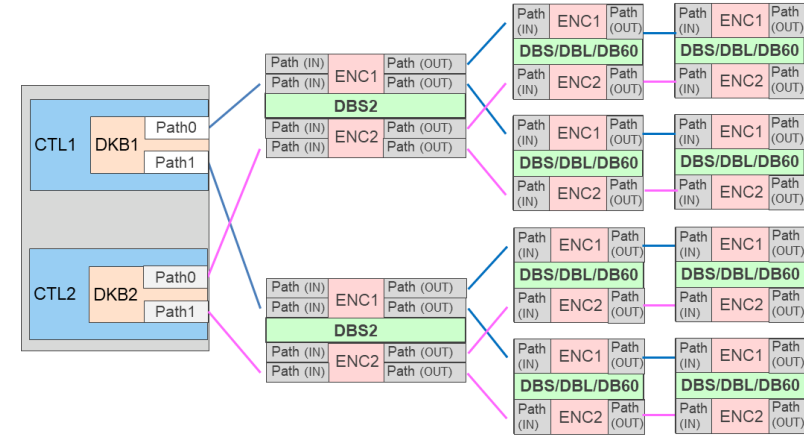 CTL1
DKB1
Path0
Path1
CTL2
DKB2
Path0
Path1
Path (IN) ENC1 Path (OUT)
Path (IN) Path (OUT)
DBS2
Path (IN) ENC2 Path (OUT)
Path (IN) Path (OUT)
Path (IN) ENC1 Path (OUT)
Path (IN) Path (OUT)
DBS2
Path (IN) ENC2 Path (OUT)
Path (IN) Path (OUT)
Path (IN) ENC1 Path (OUT)
DBS/DBL/DB60
Path (IN) ENC2 Path (OUT)
Path (IN) ENC1 Path (OUT)
DBS/DBL/DB60
Path (IN) ENC2 Path (OUT)
Path (IN) ENC1 Path (OUT)
DBS/DBL/DB60
Path (IN) ENC2 Path (OUT)
Path (IN) ENC1 Path (OUT)
DBS/DBL/DB60
Path (IN) ENC2 Path (OUT)
Path (IN) ENC1 Path (OUT)
DBS/DBL/DB60
Path (IN) ENC2 Path (OUT)
Path (IN) ENC1 Path (OUT)
DBS/DBL/DB60
Path (IN) ENC2 Path (OUT)
Path (IN) ENC1 Path (OUT)
DBS/DBL/DB60
Path (IN) ENC2 Path (OUT)
Path (IN) ENC1 Path (OUT)
DBS/DBL/DB60
Path (IN) ENC2 Path (OUT)